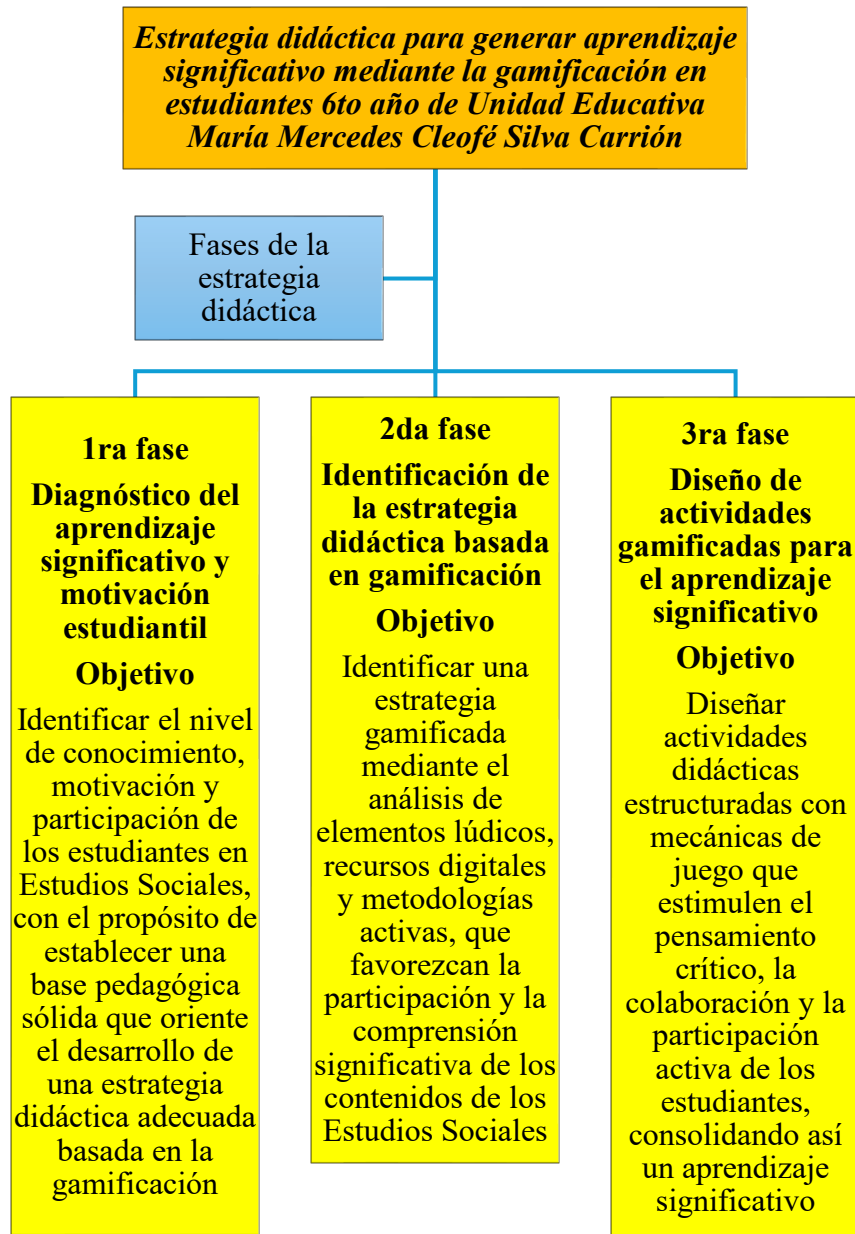 Estrategia didáctica para generar aprendizaje
significativo mediante la gamificación en
estudiantes 6to año de Unidad Educativa
María Mercedes Cleofé Silva Carrión
Fases de la
estrategia
didáctica
1ra fase
Diagnóstico del
aprendizaje
significativo y
motivación
estudiantil
Objetivo
Identificar el nivel
de conocimiento,
motivación y
participación de
los estudiantes en
Estudios Sociales,
con el propósito de
establecer una
base pedagógica
sólida que oriente
el desarrollo de
una estrategia
didáctica adecuada
basada en la
gamificación
2da fase
Identificación de
la estrategia
didáctica basada
en gamificación
Objetivo
Identificar una
estrategia
gamificada
mediante el
análisis de
elementos lúdicos,
recursos digitales
y metodologías
activas, que
favorezcan la
participación y la
comprensión
significativa de los
contenidos de los
Estudios Sociales
3ra fase
Diseño de
actividades
gamificadas para
el aprendizaje
significativo
Objetivo
Diseñar
actividades
didácticas
estructuradas con
mecánicas de
juego que
estimulen el
pensamiento
crítico, la
colaboración y la
participación
activa de los
estudiantes,
consolidando así
un aprendizaje
significativo